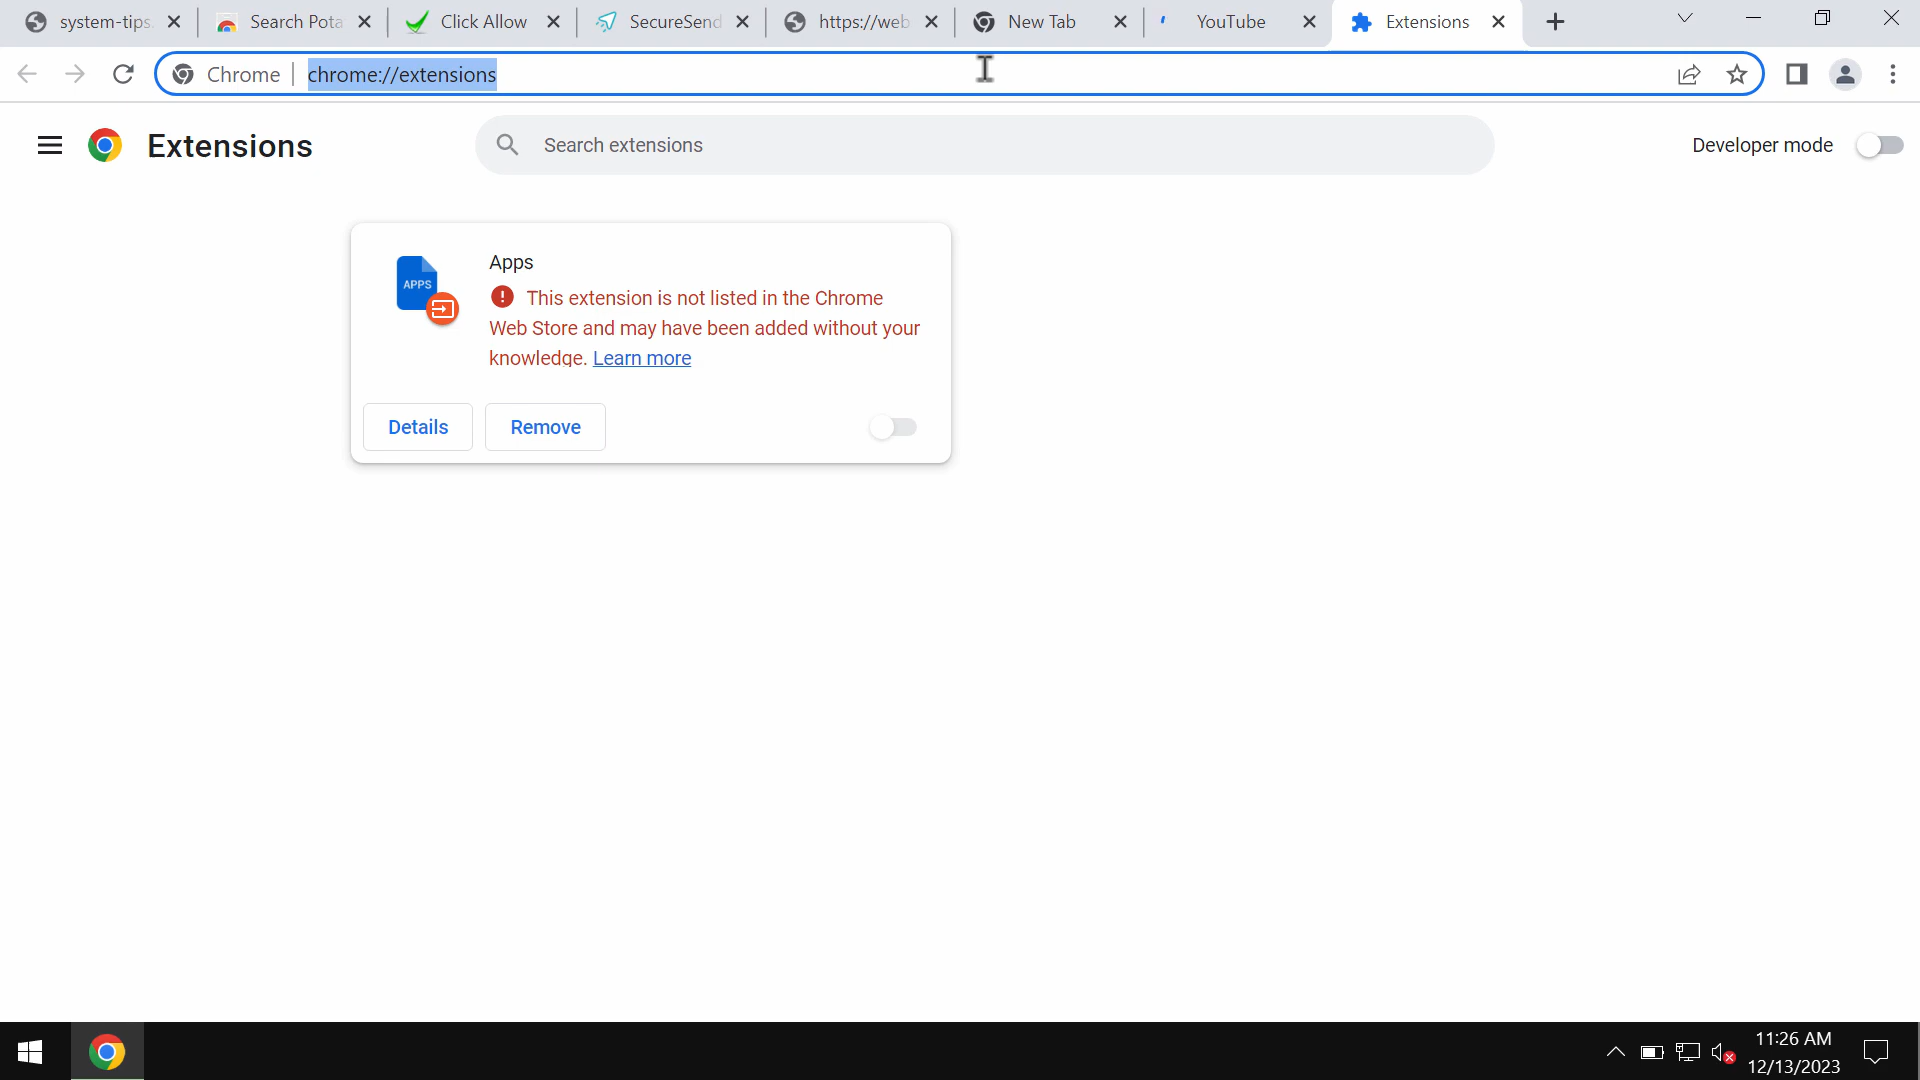 system-tips.
Search Pota
Click Allow
SecureSend
https://web
New Tab
YouTube
Extensions
Chrome
chrome://extensions
Extensions
Search extensions
Developer mode
APPS
Apps
This extension is not listed in the Chrome
Web Store and may have been added without your
knowledge. Learn more
Details
Remove
11:26 AM
12/13/2023